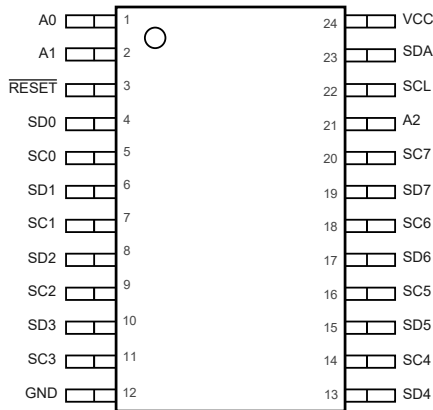 A0 1 24 VCC
A1 2 23 SDA
RESET 3 22 SCL
SD0 4 21 A2
SC0 5 20 SC7
SD1 6 19 SD7
SC1 7 18 SC6
SD2 8 17 SD6
SC2 9 16 SC5
SD3 10 15 SD5
SC3 11 14 SC4
GND 12 13 SD4